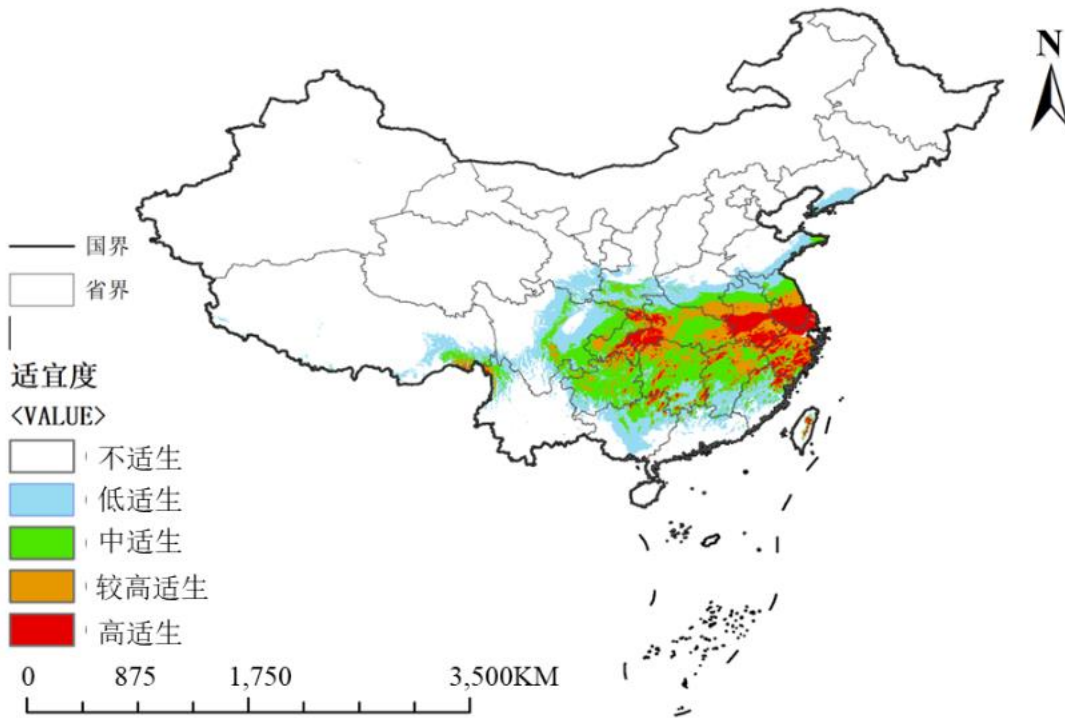 N
国界
省界
适宜度
<VALUE>
不适生
低适生
中适生
较高适生
高适生
0 875 1,750 3,500KM